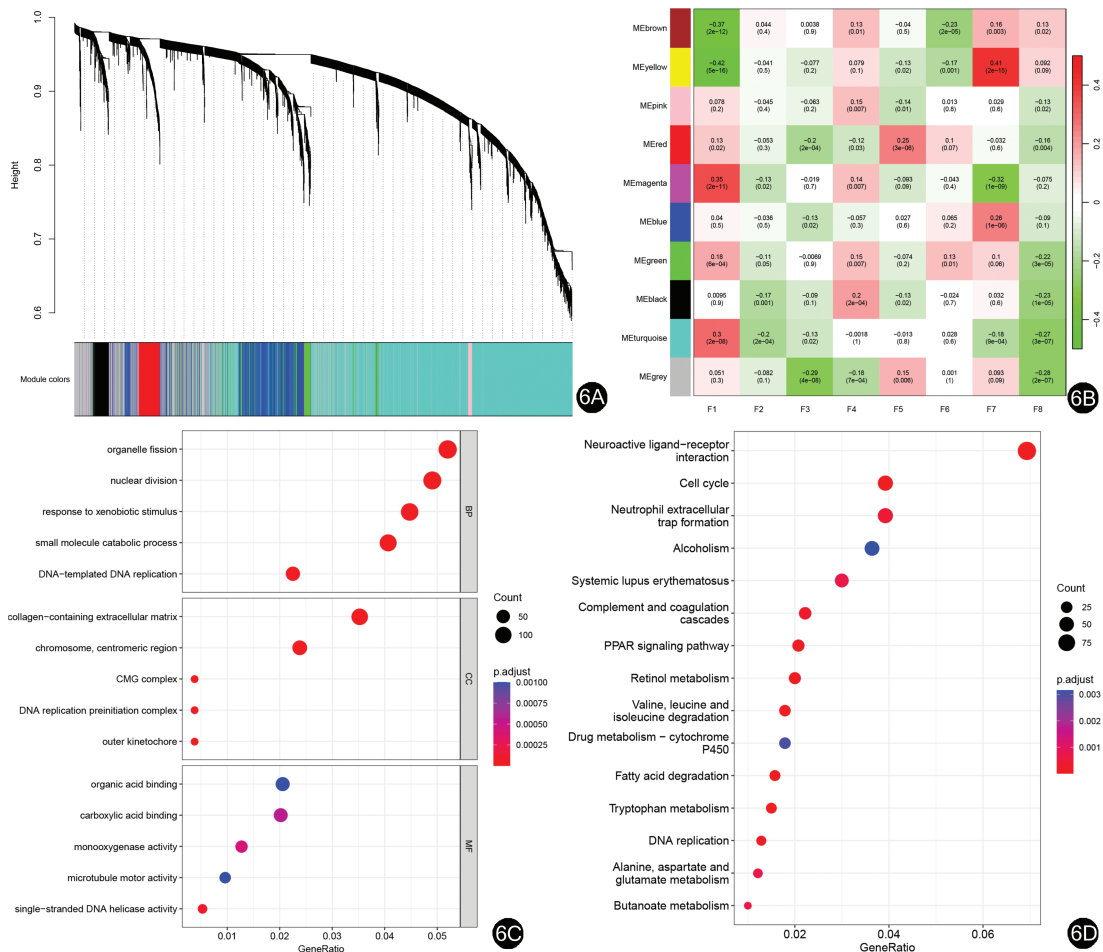 1.0
0.9
0.8
0.7
0.6
Height
Module colors
6A
MEbrown
−0.37 0.044 0.0038 0.13 −0.04 −0.23 0.16 0.13
(2e−12) (0.4) (0.9) (0.01) (0.5) (2e−05) (0.003) (0.02)
MEyellow
−0.42 −0.041 −0.077 0.079 −0.13 −0.17 0.41 0.092
(5e−16) (0.5) (0.2) (0.1) (0.02) (0.001) (2e−15) (0.09)
MEpink
0.078 −0.045 −0.063 0.15 −0.14 0.013 0.029 −0.13
(0.2) (0.4) (0.2) (0.007) (0.01) (0.8) (0.6) (0.02)
MEred
0.13 −0.053 −0.2 −0.12 0.25 0.1 −0.032 −0.16
(0.02) (0.3) (2e−04) (0.03) (3e−06) (0.07) (0.6) (0.004)
MEmagenta
0.35 −0.13 −0.019 0.14 −0.093 −0.043 −0.32 −0.075
(2e−11) (0.02) (0.7) (0.007) (0.09) (0.4) (1e−09) (0.2)
MEblue
0.04 −0.036 −0.13 −0.057 0.027 0.065 0.26 −0.09
(0.5) (0.5) (0.02) (0.3) (0.6) (0.2) (1e−06) (0.1)
MEgreen
0.18 −0.11 −0.0069 0.15 −0.074 0.13 0.1 −0.22
(6e−04) (0.05) (0.9) (0.007) (0.2) (0.01) (0.06) (3e−05)
MEblack
0.0095 −0.17 −0.09 0.2 −0.13 −0.024 0.032 −0.23
(0.9) (0.001) (0.1) (2e−04) (0.02) (0.7) (0.6) (1e−05)
MEturquoise
0.3 −0.2 −0.13 −0.0018 −0.013 0.028 −0.18 −0.27
(2e−08) (2e−04) (0.02) (1) (0.8) (0.6) (9e−04) (3e−07)
MEgrey
0.051 −0.082 −0.29 −0.18 0.15 0.001 0.093 −0.28
(0.3) (0.1) (4e−08) (7e−04) (0.006) (1) (0.09) (2e−07)
F1 F2 F3 F4 F5 F6 F7 F8
0.4
0.2
0
−0.2
−0.4
6B
organelle fission
nuclear division
response to xenobiotic stimulus
small molecule catabolic process
DNA−templated DNA replication
BP
collagen−containing extracellular matrix
chromosome, centromeric region
CMG complex
DNA replication preinitiation complex
outer kinetochore
CC
organic acid binding
carboxylic acid binding
monooxygenase activity
microtubule motor activity
single−stranded DNA helicase activity
MF
0.01 0.02 0.03 0.04 0.05
GeneRatio
Count
50
100
p.adjust
0.00100
0.00075
0.00050
0.00025
6C
Neuroactive ligand−receptor
interaction
Cell cycle
Neutrophil extracellular
trap formation
Alcoholism
Systemic lupus erythematosus
Complement and coagulation
cascades
PPAR signaling pathway
Retinol metabolism
Valine, leucine and
isoleucine degradation
Drug metabolism − cytochrome
P450
Fatty acid degradation
Tryptophan metabolism
DNA replication
Alanine, aspartate and
glutamate metabolism
Butanoate metabolism
0.02 0.04 0.06
GeneRatio
Count
25
50
75
p.adjust
0.003
0.002
0.001
6D